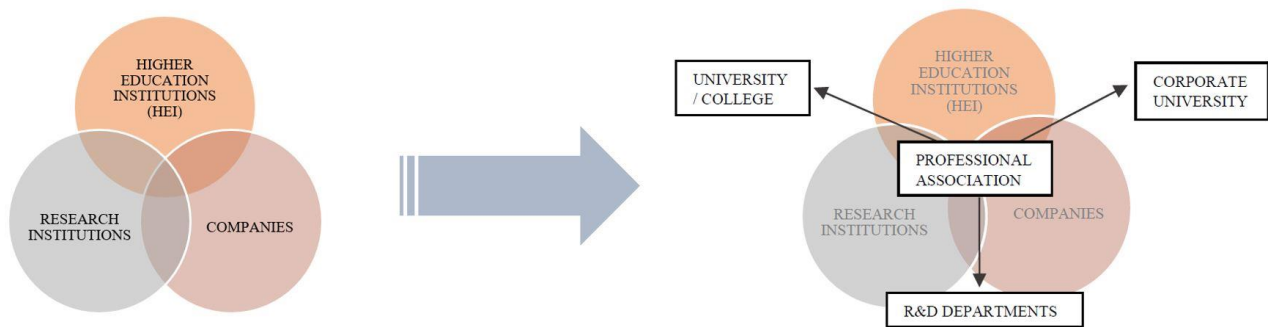 HIGHER
EDUCATION
INSTITUTIONS
(HEI)
RESEARCH
INSTITUTIONS
COMPANIES
HIGHER
EDUCATION
INSTITUTIONS
(HEI)
UNIVERSITY
/ COLLEGE
CORPORATE
UNIVERSITY
PROFESSIONAL
ASSOCIATION
RESEARCH
INSTITUTIONS
COMPANIES
R&D DEPARTMENTS